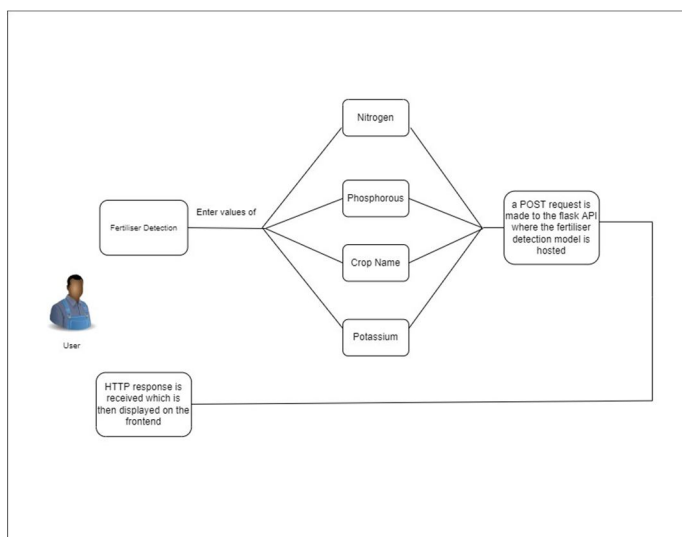 Nitrogen
Phosphorous
Enter values of
Fertiliser Detection
a POST request is
made to the flask API
where the fertiliser
detection model is
hosted
Crop Name
Potassium
User
HTTP response is
received which is
then displayed on the
frontend